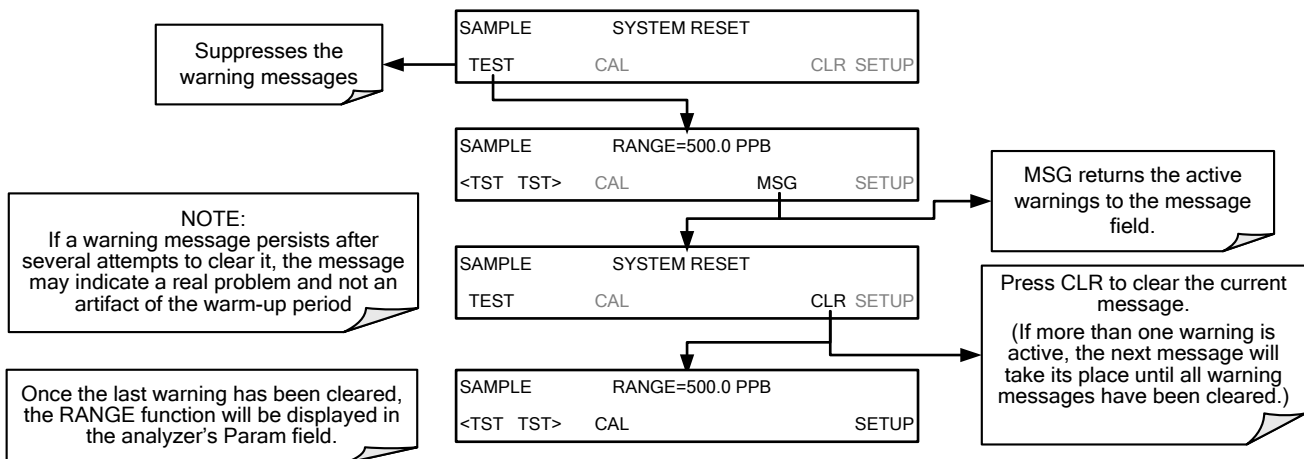 Suppresses the
warning messages
SAMPLE SYSTEM RESET
TEST CAL CLR SETUP
SAMPLE RANGE=500.0 PPB
<TST TST> CAL MSG SETUP
MSG returns the active
warnings to the message
field.
NOTE:
If a warning message persists after
several attempts to clear it, the message
may indicate a real problem and not an
artifact of the warm-up period
SAMPLE SYSTEM RESET
TEST CAL CLR SETUP
Press CLR to clear the current
message.
(If more than one warning is
active, the next message will
take its place until all warning
messages have been cleared.)
Once the last warning has been cleared,
the RANGE function will be displayed in
the analyzer's Param field.
SAMPLE RANGE=500.0 PPB
<TST TST> CAL SETUP